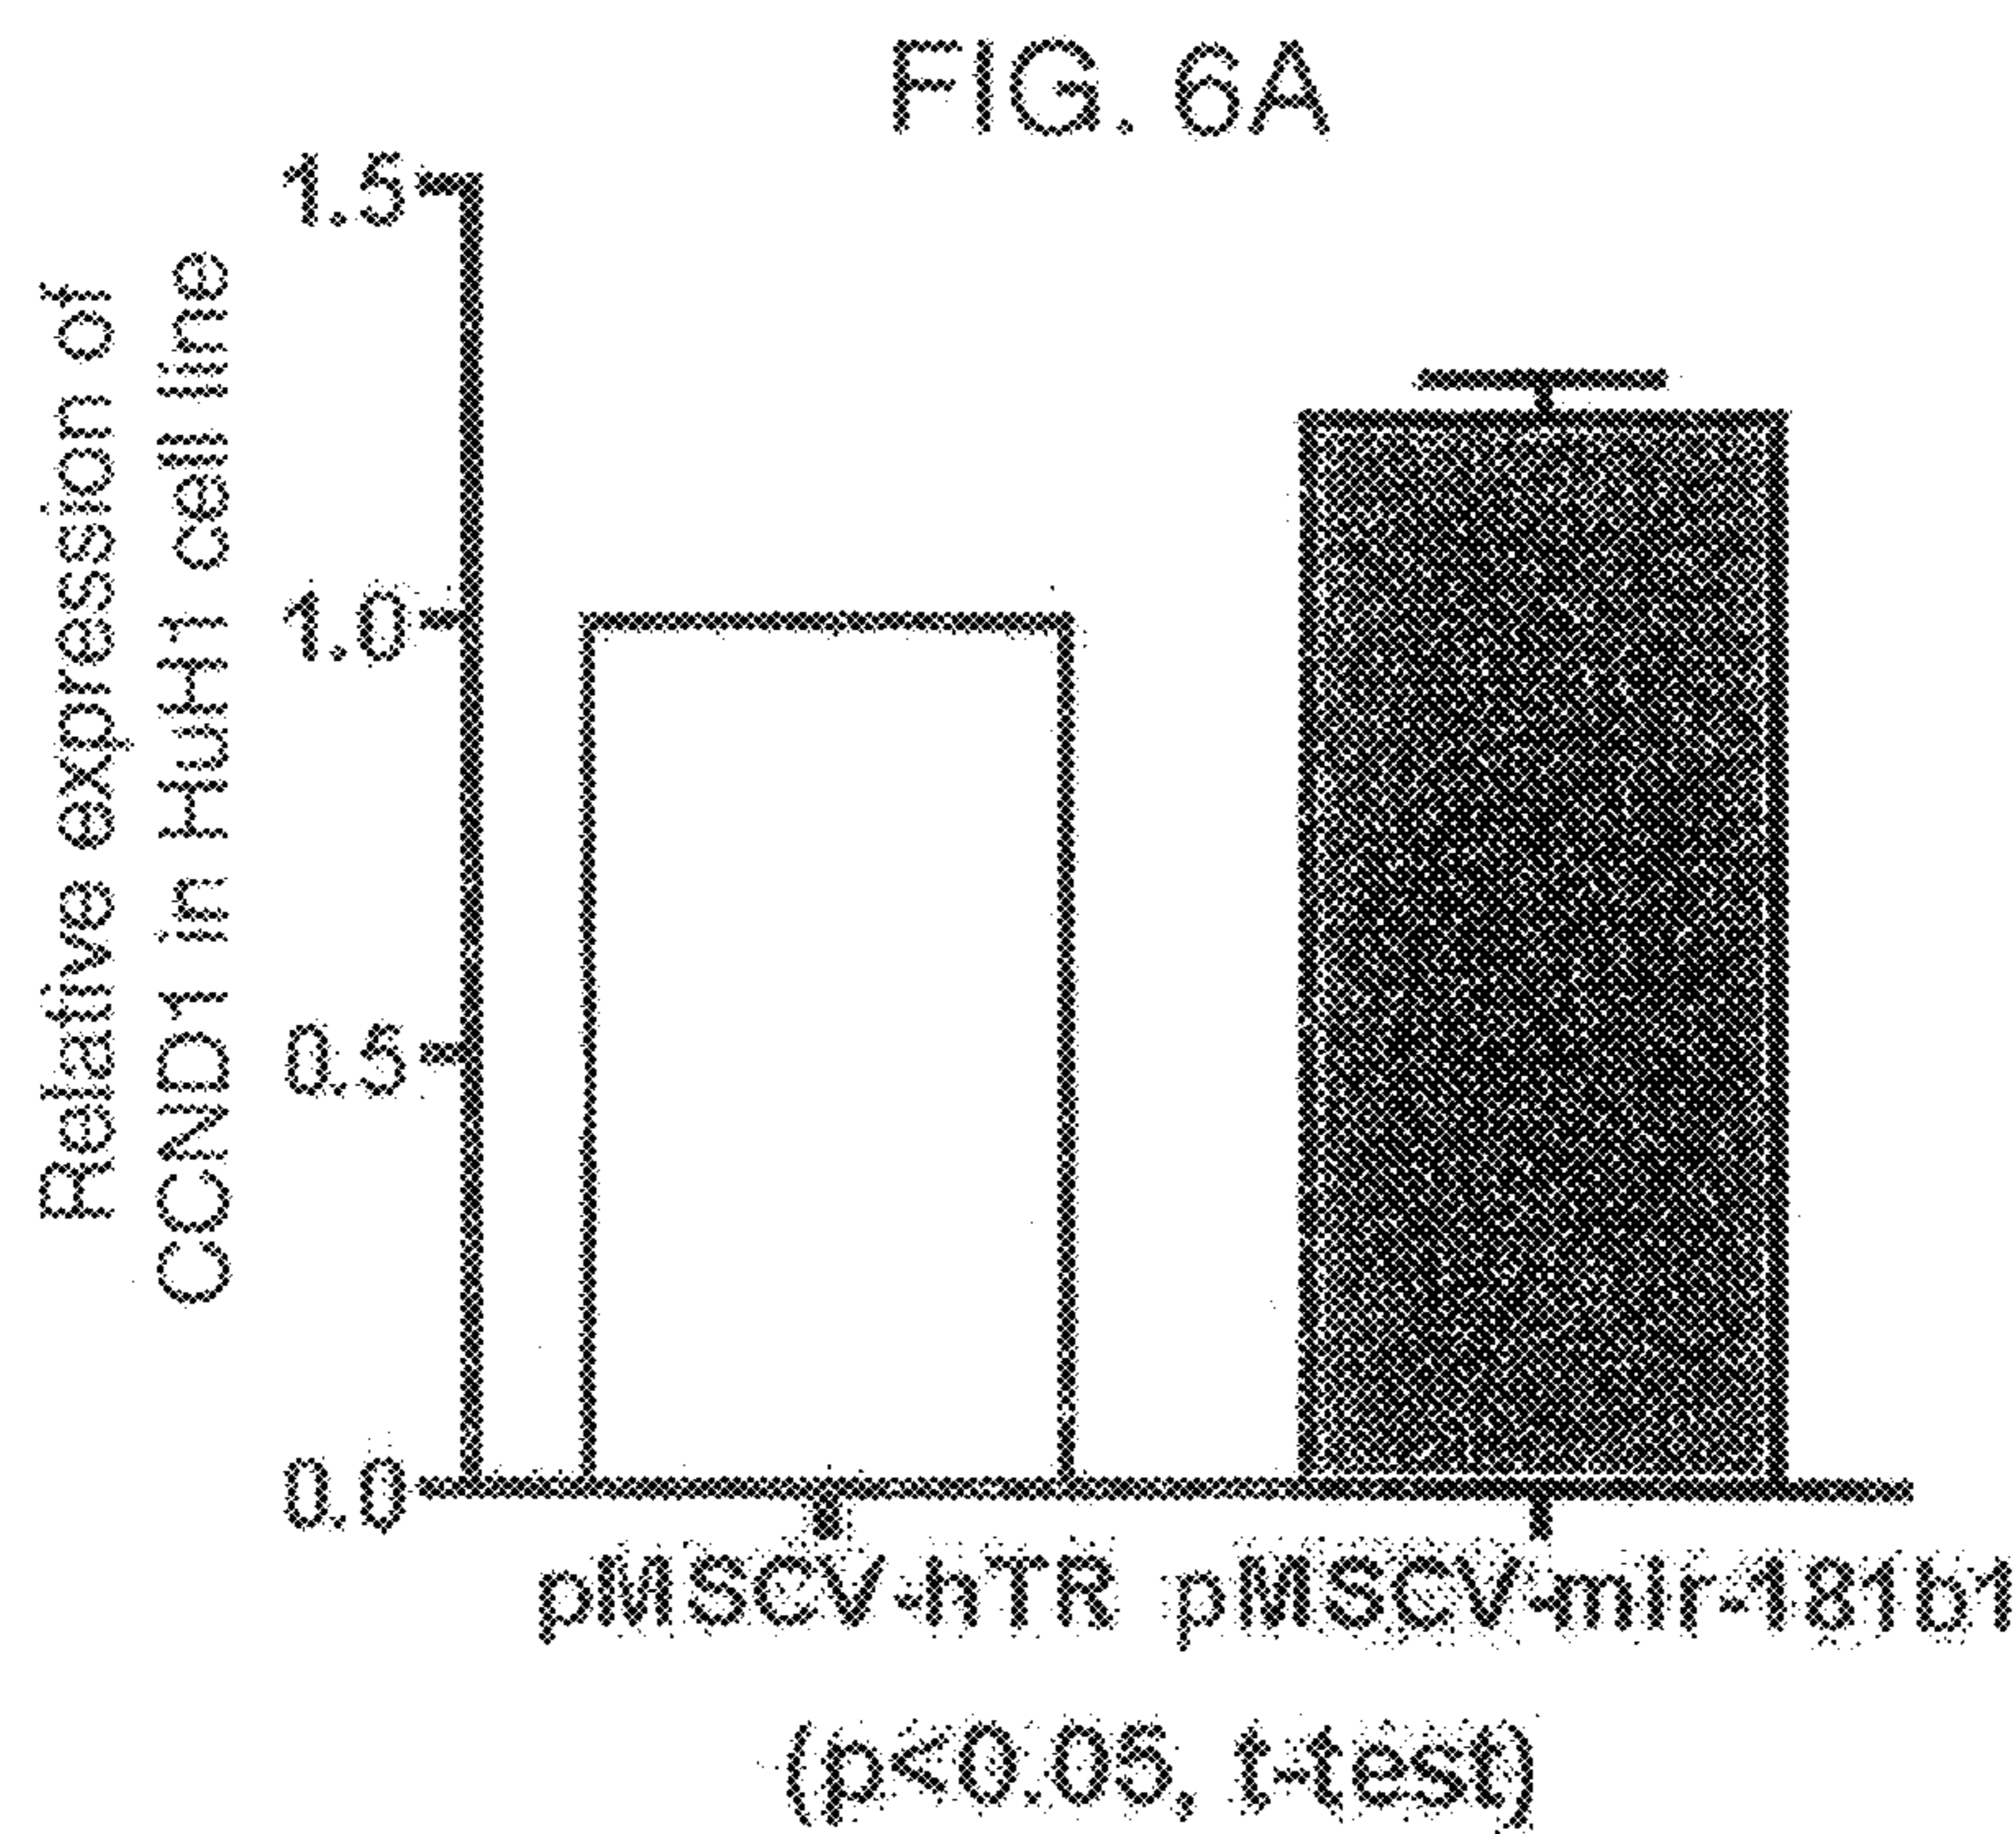 FIG. 6A
Relative expression of
CCND1 in HuH1 cell line
1.5
1.0
0.5
0.0
pMSCV-hTR pMSCV-mir-181b1
(p<0.05, t-test)